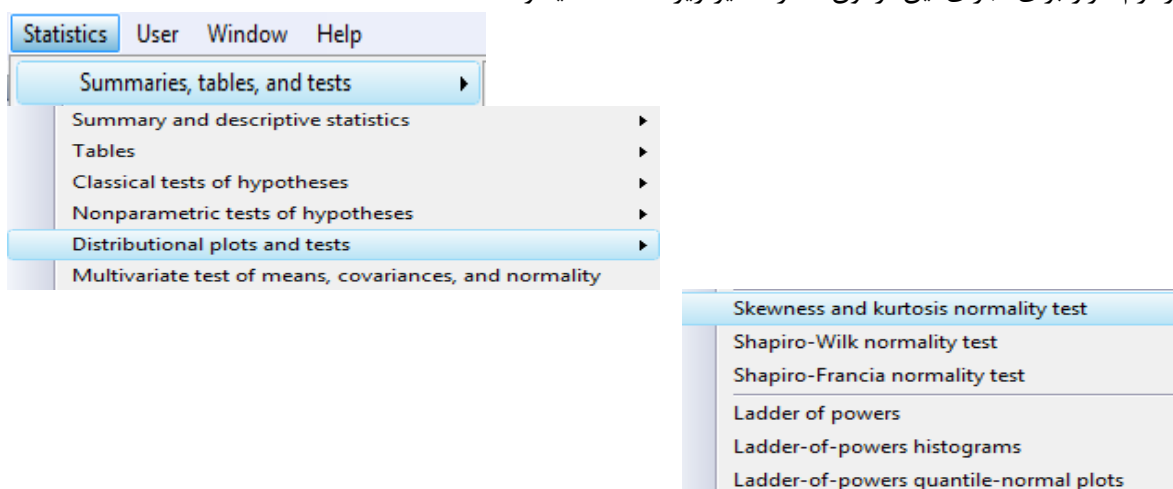 Statistics User Window Help
Summaries, tables, and tests
Summary and descriptive statistics
Tables
Classical tests of hypotheses
Nonparametric tests of hypotheses
Distributional plots and tests
Multivariate test of means, covariances, and normality
Skewness and kurtosis normality test
Shapiro-Wilk normality test
Shapiro-Francia normality test
Ladder of powers
Ladder-of-powers histograms
Ladder-of-powers quantile-normal plots